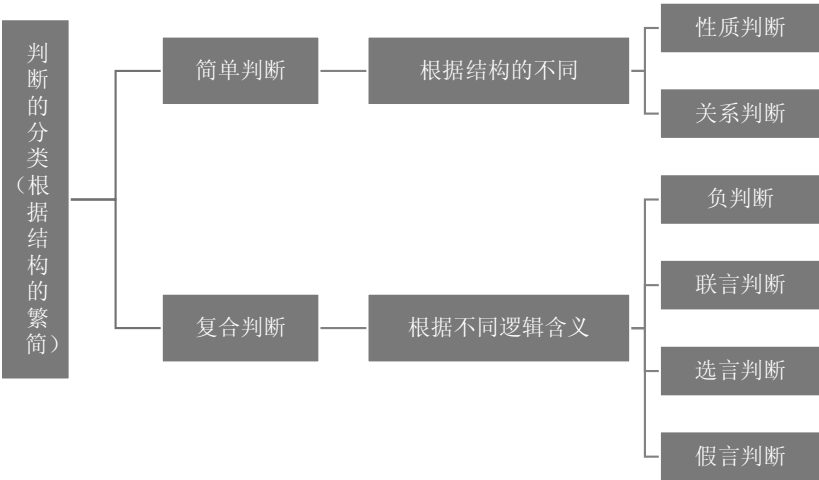 判断的分类（根据结构的繁简）
简单判断
根据结构的不同
性质判断
关系判断
复合判断
根据不同逻辑含义
负判断
联言判断
选言判断
假言判断